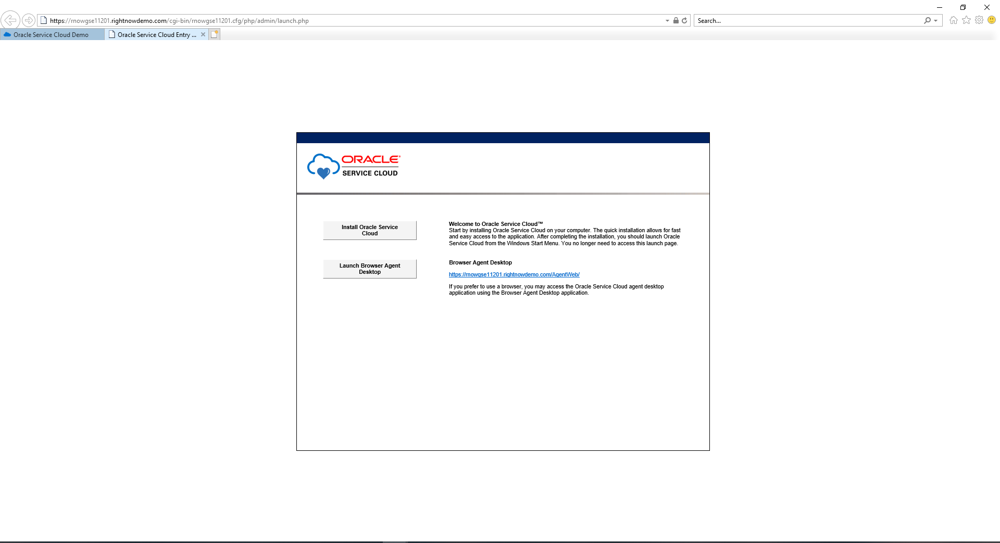 https://rnowgse11201.rightnowdemo.com/cgi-bin/rnowgse11201.cfg/php/admin/launch.php
Search...
Oracle Service Cloud Demo
Oracle Service Cloud Entry ...
ORACLE®
SERVICE CLOUD
Install Oracle Service
Cloud
Welcome to Oracle Service Cloud™
Start by installing Oracle Service Cloud on your computer. The quick installation allows for fast
and easy access to the application. After completing the installation, you should launch Oracle
Service Cloud from the Windows Start Menu. You no longer need to access this launch page.
Launch Browser Agent
Desktop
Browser Agent Desktop
https://rnowgse11201.rightnowdemo.com/AgentWeb/
If you prefer to use a browser, you may access the Oracle Service Cloud agent desktop
application using the Browser Agent Desktop application.